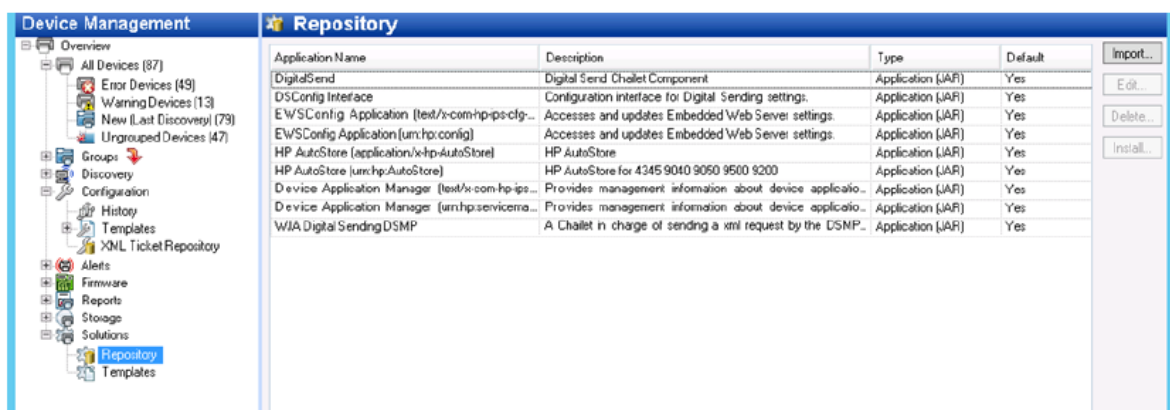 Device Management
Repository
Overview
All Devices (87)
Error Devices (49)
Warning Devices (13)
New (Last Discovery) (79)
Ungrouped Devices (47)
Groups
Discovery
Configuration
History
Templates
XML Ticket Repository
Alerts
Firmware
Reports
Storage
Solutions
Repository
Templates
Application Name Description Type Default
DigitalSend Digital Send Chailet Component Application (JAR) Yes
DSConfig Interface Configuration interface for Digital Sending settings. Application (JAR) Yes
EWSConfig Application (text/x-com-hp-ips-cfg-... Accesses and updates Embedded Web Server settings. Application (JAR) Yes
EWSConfig Application (urn:hp:config) Accesses and updates Embedded Web Server settings. Application (JAR) Yes
HP AutoStore (application/x-hp-AutoStore) HP AutoStore Application (JAR) Yes
HP AutoStore (urn:hp:AutoStore) HP AutoStore for 4345 9040 9050 9500 9200 Application (JAR) Yes
Device Application Manager (text/x-com-hp-ips... Provides management information about device applicatio... Application (JAR) Yes
Device Application Manager (urn:hp:servicema... Provides management information about device applicatio... Application (JAR) Yes
WJA Digital Sending DSMP A Chailet in charge of sending a xml request by the DSMP... Application (JAR) Yes
Import...
Edit...
Delete...
Install...